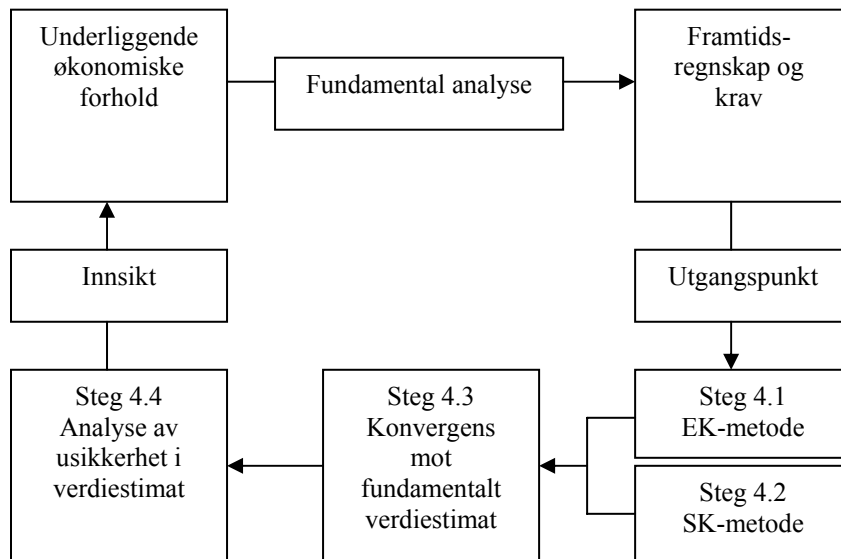 Underliggende
økonomiske
forhold
Fundamental analyse
Framtids-
regnskap og
krav
Innsikt
Utgangspunkt
Steg 4.4
Analyse av
usikkerhet i
verdiestimat
Steg 4.3
Konvergens
mot
fundamentalt
verdiestimat
Steg 4.1
EK-metode
Steg 4.2
SK-metode